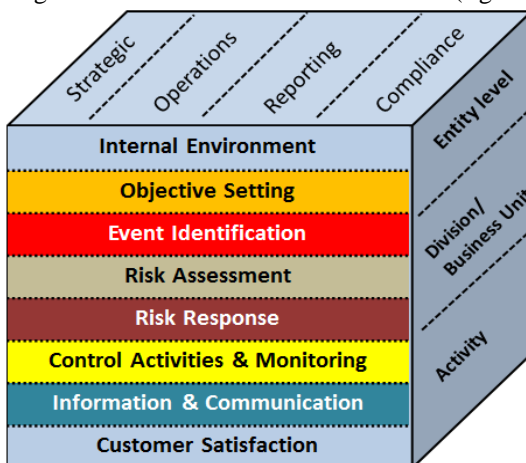 Strategic
Operations
Reporting
Compliance
Internal Environment
Objective Setting
Event Identification
Risk Assessment
Risk Response
Control Activities & Monitoring
Information & Communication
Customer Satisfaction
Entity level
Division/
Business Unit
Activity